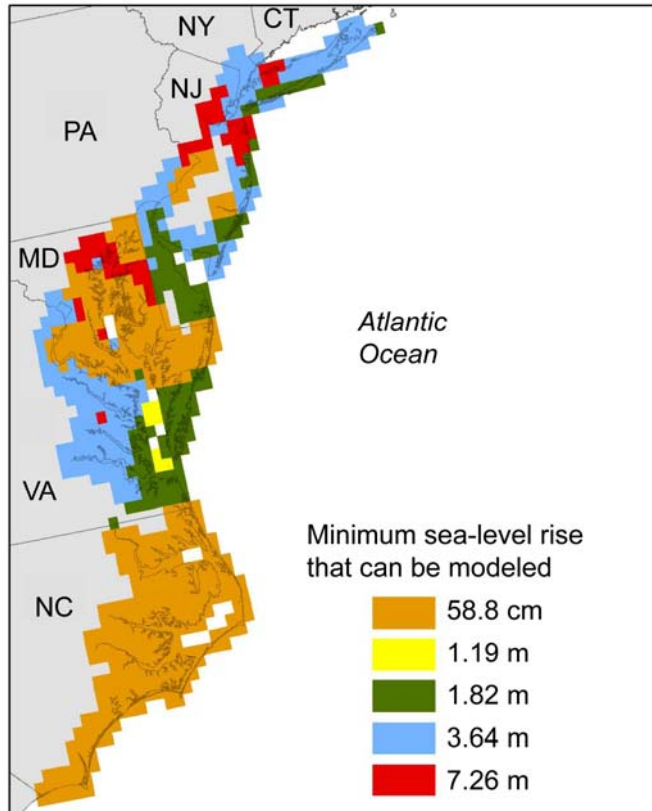 NY
CT
NJ
PA
MD
Atlantic
Ocean
VA
Minimum sea-level rise
that can be modeled
NC
58.8 cm
1.19 m
1.82 m
3.64 m
7.26 m